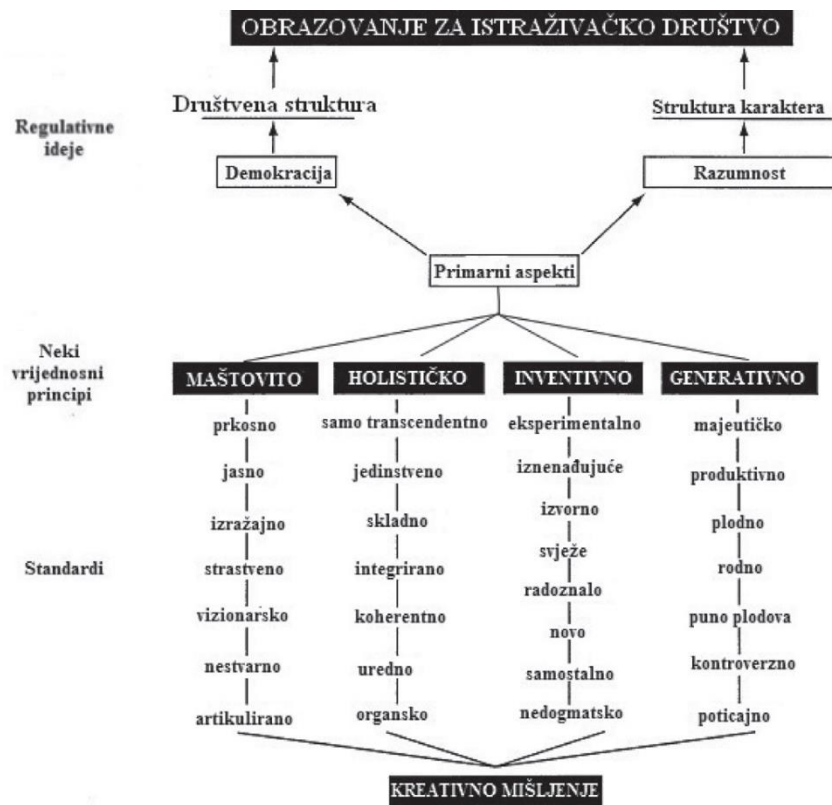 OBRAZOVANJE ZA ISTRAŽIVAČKO DRUŠTVO
Društvena struktura
Struktura karaktera
Regulativne
ideje
Demokracija
Razumnost
Primarni aspekti
Neki
vrijednosni
principi
MAŠTOVITO
HOLISTIČKO
INVENTIVNO
GENERATIVNO
prkosno
samo transcendentno
eksperimentalno
majeutičko
jasno
jedinstveno
iznenađujuće
produktivno
izražajno
skladno
izvorno
plodno
Standardi
strastveno
integrirano
svježe
rodno
vizionarsko
koherentno
radoznalo
puno plodova
novo
nestvarno
uredno
samostalno
kontroverzno
artikulirano
organsko
nedogmatsko
poticajno
KREATIVNO MIŠLJENJE